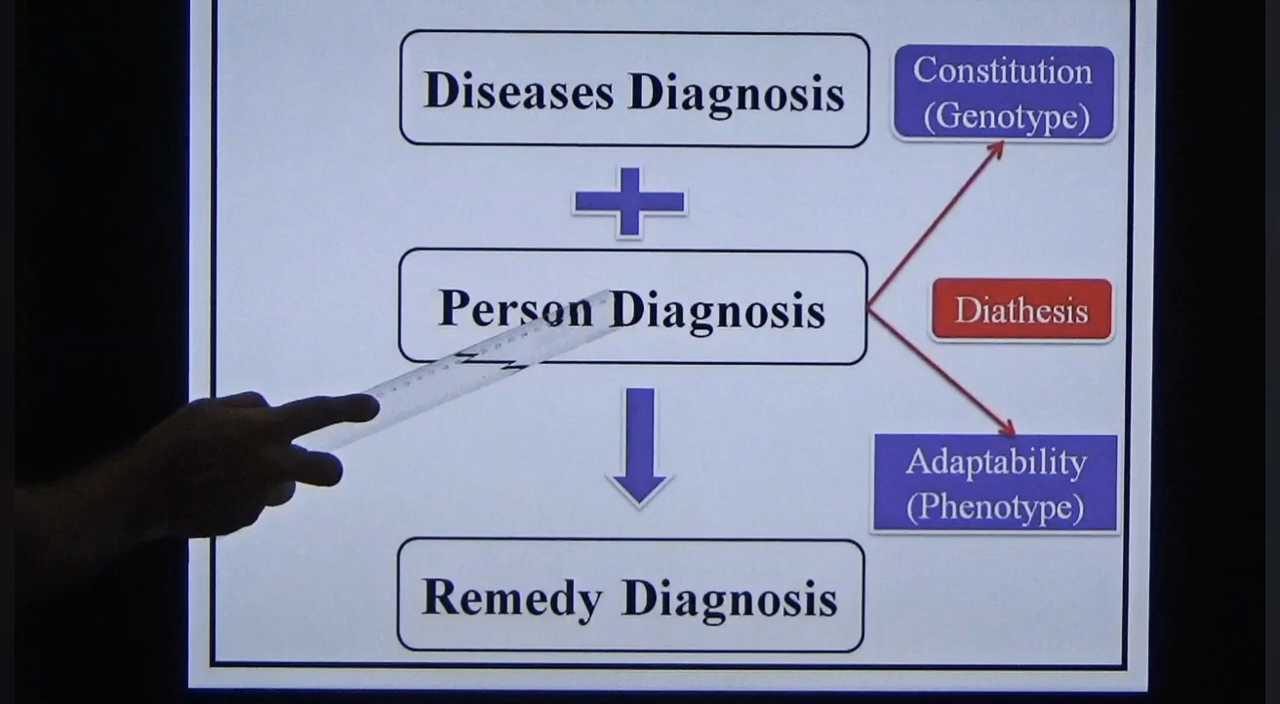 Diseases Diagnosis
Constitution
(Genotype)
Person Diagnosis
Diathesis
Adaptability
(Phenotype)
Remedy Diagnosis